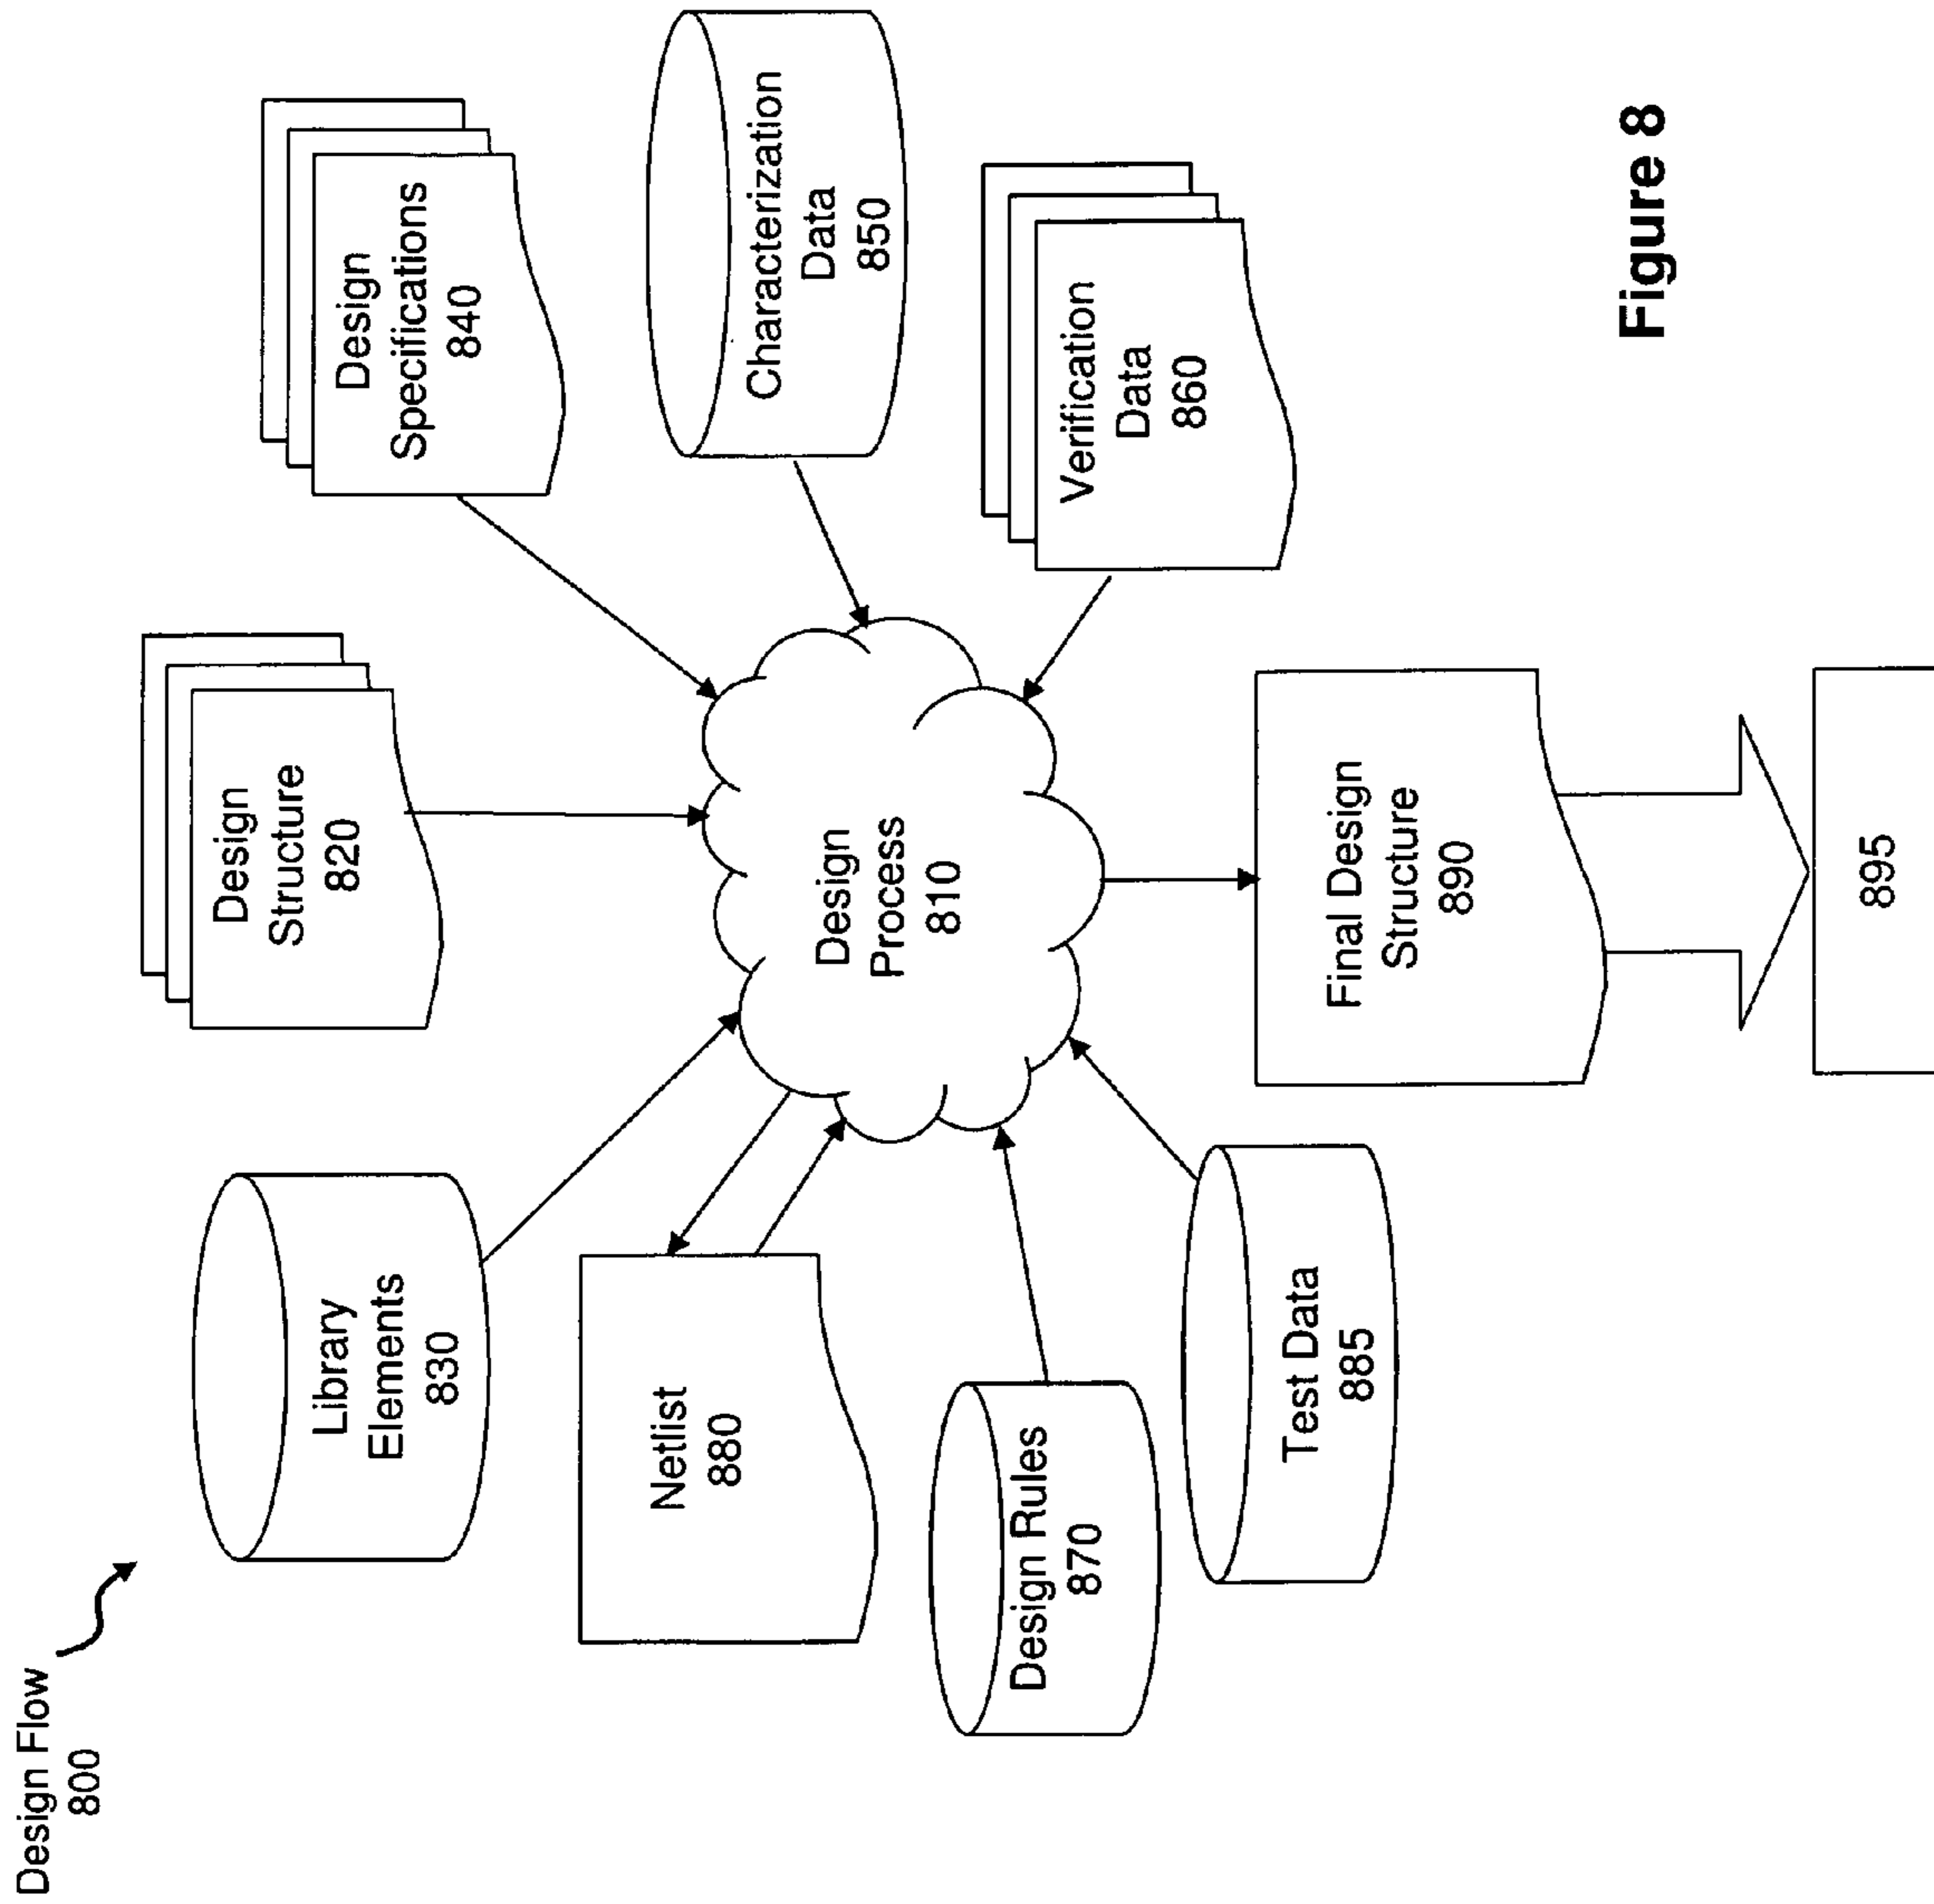 Design Flow
800
Library
Elements
830
Design
Structure
820
Design
Specifications
840
Netlist
880
Design
Process
810
Characterization
Data
850
Design Rules
870
Verification
Data
860
Test Data
885
Final Design
Structure
890
895
Figure 8